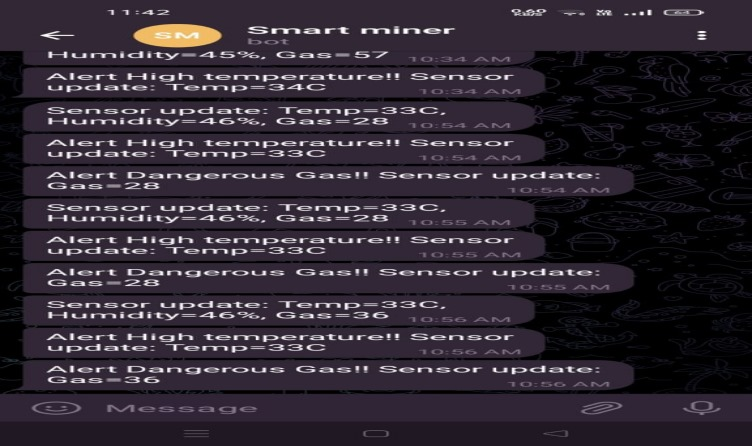 11:42
0.60
KB/S
64
SM
Smart miner
bot
Humidity=45%, Gas=57 10:34 AM
Alert High temperature!! Sensor
update: Temp=34C 10:34 AM
Sensor update: Temp=33C,
Humidity=46%, Gas=28 10:54 AM
Alert High temperature!! Sensor
update: Temp=33C 10:54 AM
Alert Dangerous Gas!! Sensor update:
Gas=28 10:54 AM
Sensor update: Temp=33C,
Humidity=46%, Gas=28 10:55 AM
Alert High temperature!! Sensor
update: Temp=33C 10:55 AM
Alert Dangerous Gas!! Sensor update:
Gas=28 10:55 AM
Sensor update: Temp=33C,
Humidity=46%, Gas=36 10:56 AM
Alert High temperature!! Sensor
update: Temp=33C 10:56 AM
Alert Dangerous Gas!! Sensor update:
Gas=36 10:56 AM
Message